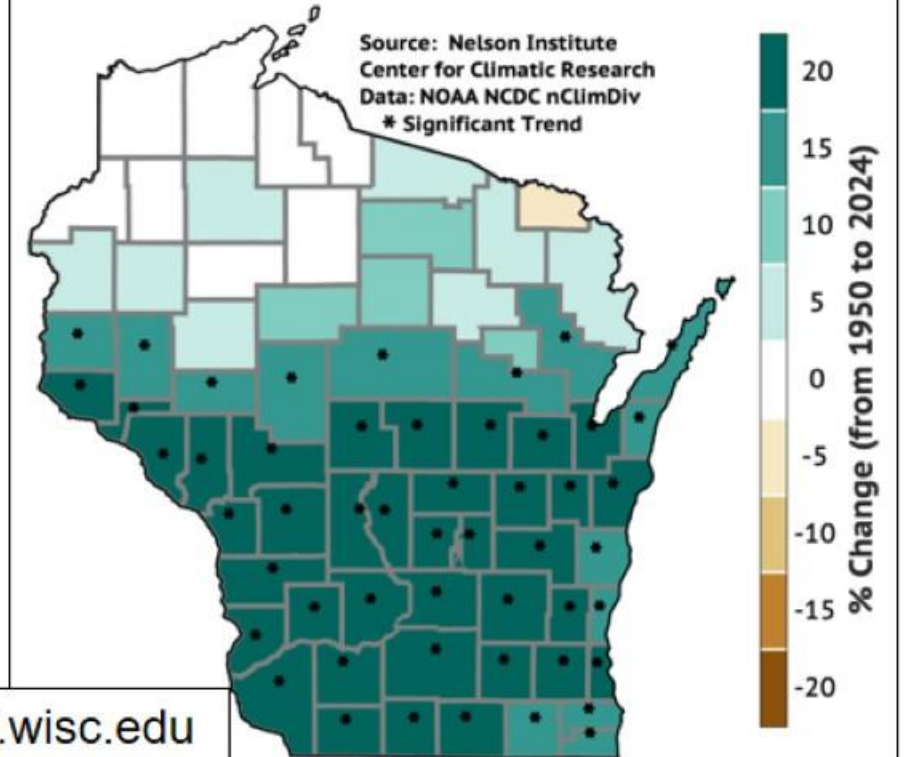 Source: Nelson Institute
Center for Climatic Research
Data: NOAA NCDC nClimDiv
* Significant Trend
20
15
10
5
0
-5
-10
-15
-20
% Change (from 1950 to 2024)
.wisc.edu